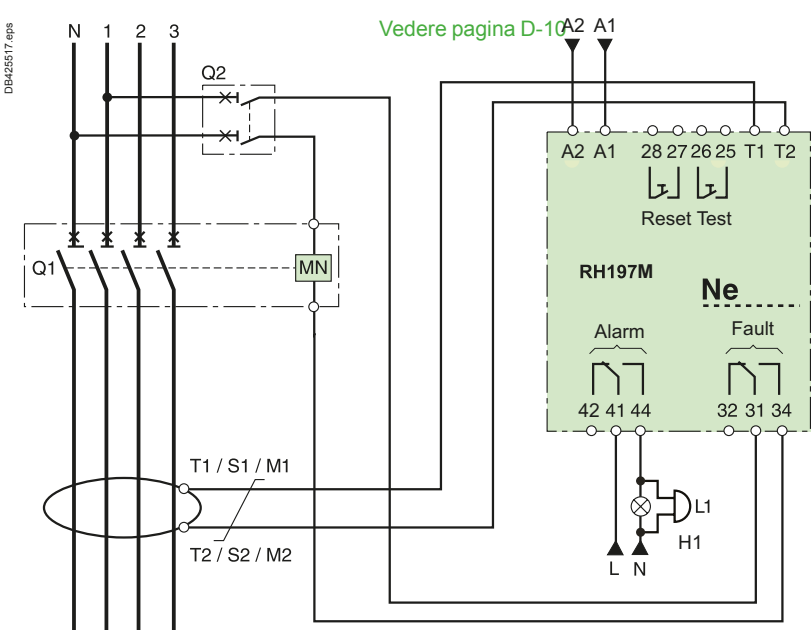 DB425517.eps
N 1 2 3
Vedere pagina D-10
A2 A1
Q2
A2 A1 28 27 26 25 T1 T2
Reset Test
Q1
MN
RH197M
Ne
Alarm
Fault
42 41 44
32 31 34
T1 / S1 / M1
T2 / S2 / M2
L1
H1
L N